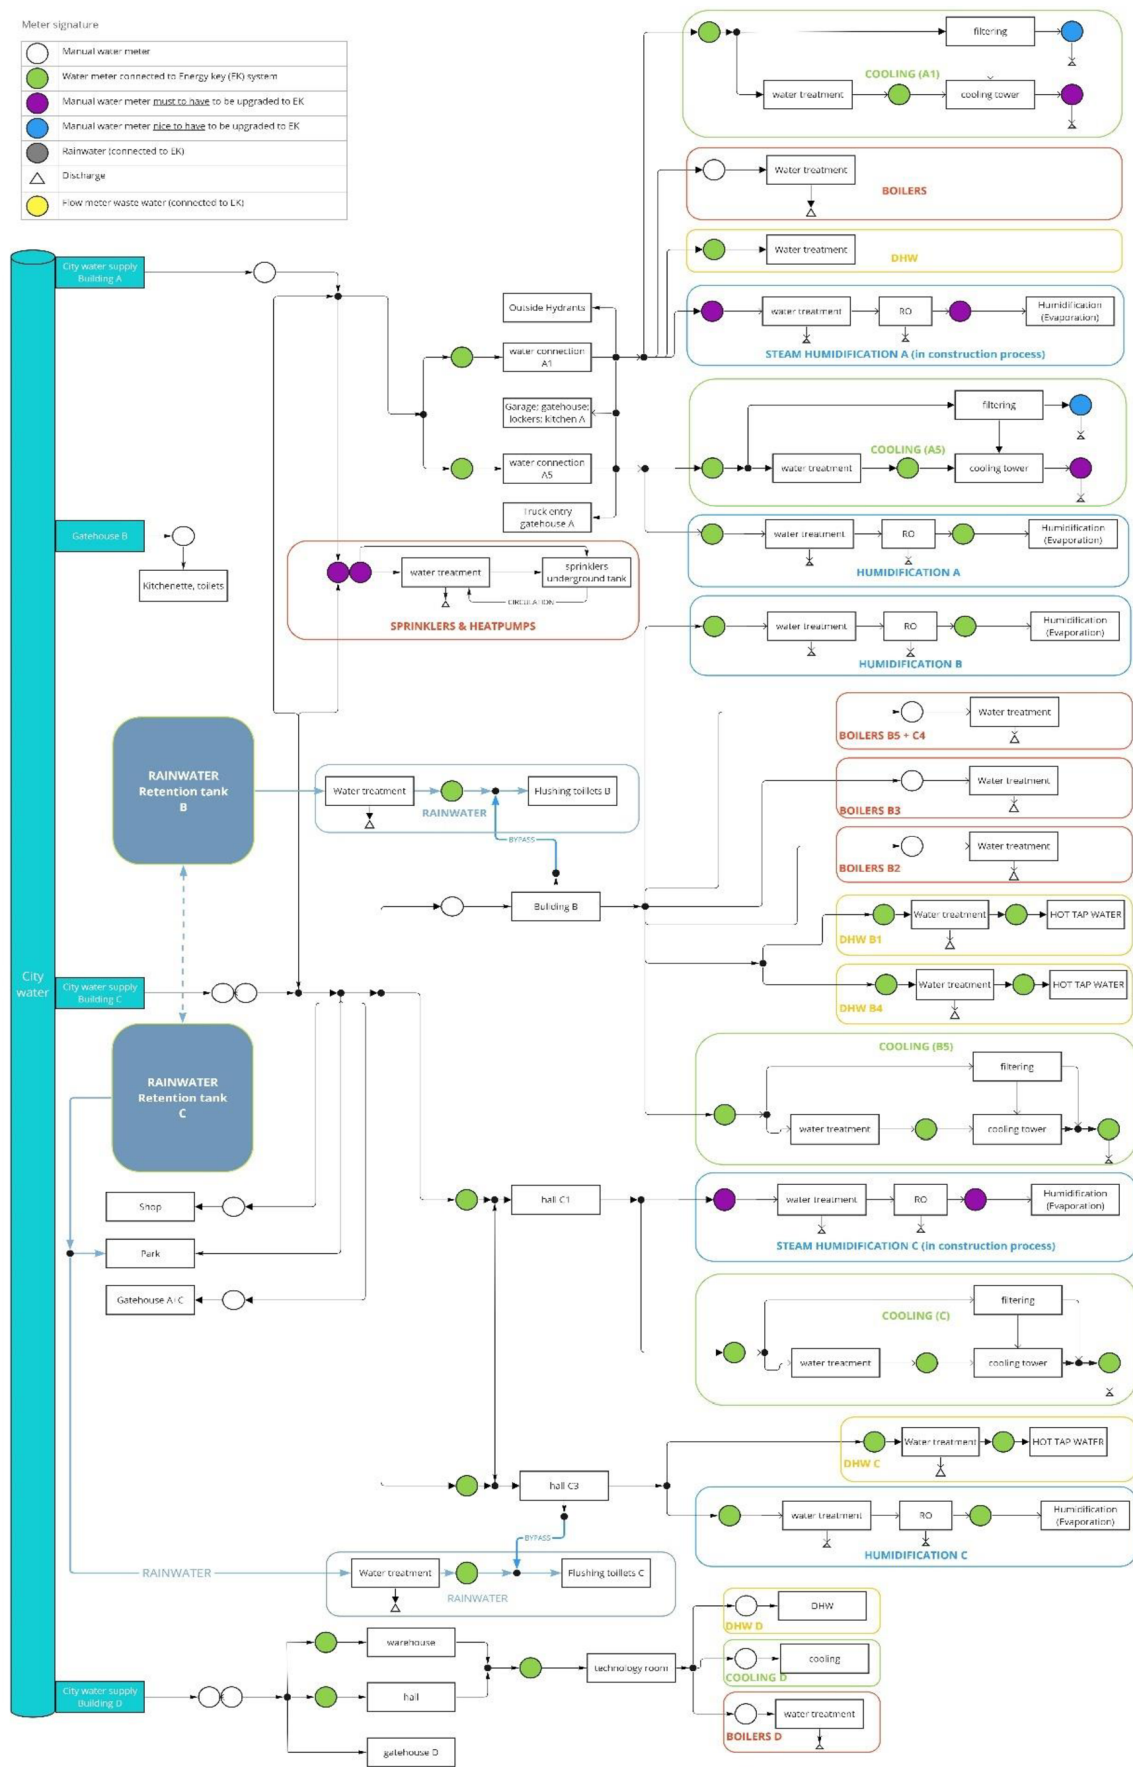 Meter signature
Manual water meter
Water meter connected to Energy key (EK) system
Manual water meter must to have to be upgraded to EK
Manual water meter nice to have to be upgraded to EK
Rainwater (connected to EK)
Discharge
Flow meter waste water (connected to EK)
filtering
COOLING (A1)
water treatment
cooling tower
Water treatment
BOILERS
Water treatment
DHW
City water supply
Building A
Outside Hydrants
water treatment
RO
Humidification
(Evaporation)
STEAM HUMIDIFICATION A (in construction process)
water connection
A1
Garage; gatehouse;
lockers; kitchen A
filtering
COOLING (A5)
water connection
A5
water treatment
cooling tower
Truck entry
gatehouse A
Gatehouse B
Kitchenette, toilets
water treatment
RO
Humidification
(Evaporation)
HUMIDIFICATION A
water treatment
sprinklers
underground tank
CIRCULATION
SPRINKLERS & HEATPUMPS
water treatment
RO
Humidification
(Evaporation)
HUMIDIFICATION B
Water treatment
BOILERS B5 + C4
RAINWATER
Retention tank
B
Water treatment
Flushing toillets B
RAINWATER
BYPASS
Water treatment
BOILERS B3
Water treatment
BOILERS B2
Building B
Water treatment
HOT TAP WATER
DHW B1
City
water
City water supply
Building C
Water treatment
HOT TAP WATER
DHW B4
RAINWATER
Retention tank
C
COOLING (B5)
filtering
water treatment
cooling tower
Shop
hall C1
water treatment
RO
Humidification
(Evaporation)
STEAM HUMIDIFICATION C (in construction process)
Park
Gatehouse A+C
filtering
COOLING (C)
water treatment
cooling tower
Water treatment
HOT TAP WATER
DHW C
hall C3
water treatment
RO
Humidification
(Evaporation)
HUMIDIFICATION C
BYPASS
RAINWATER
Water treatment
Flushing toillets C
RAINWATER
DHW
DHW D
warehouse
technology room
cooling
COOLING D
City water supply
Building D
hall
water treatment
BOILERS D
gatehouse D